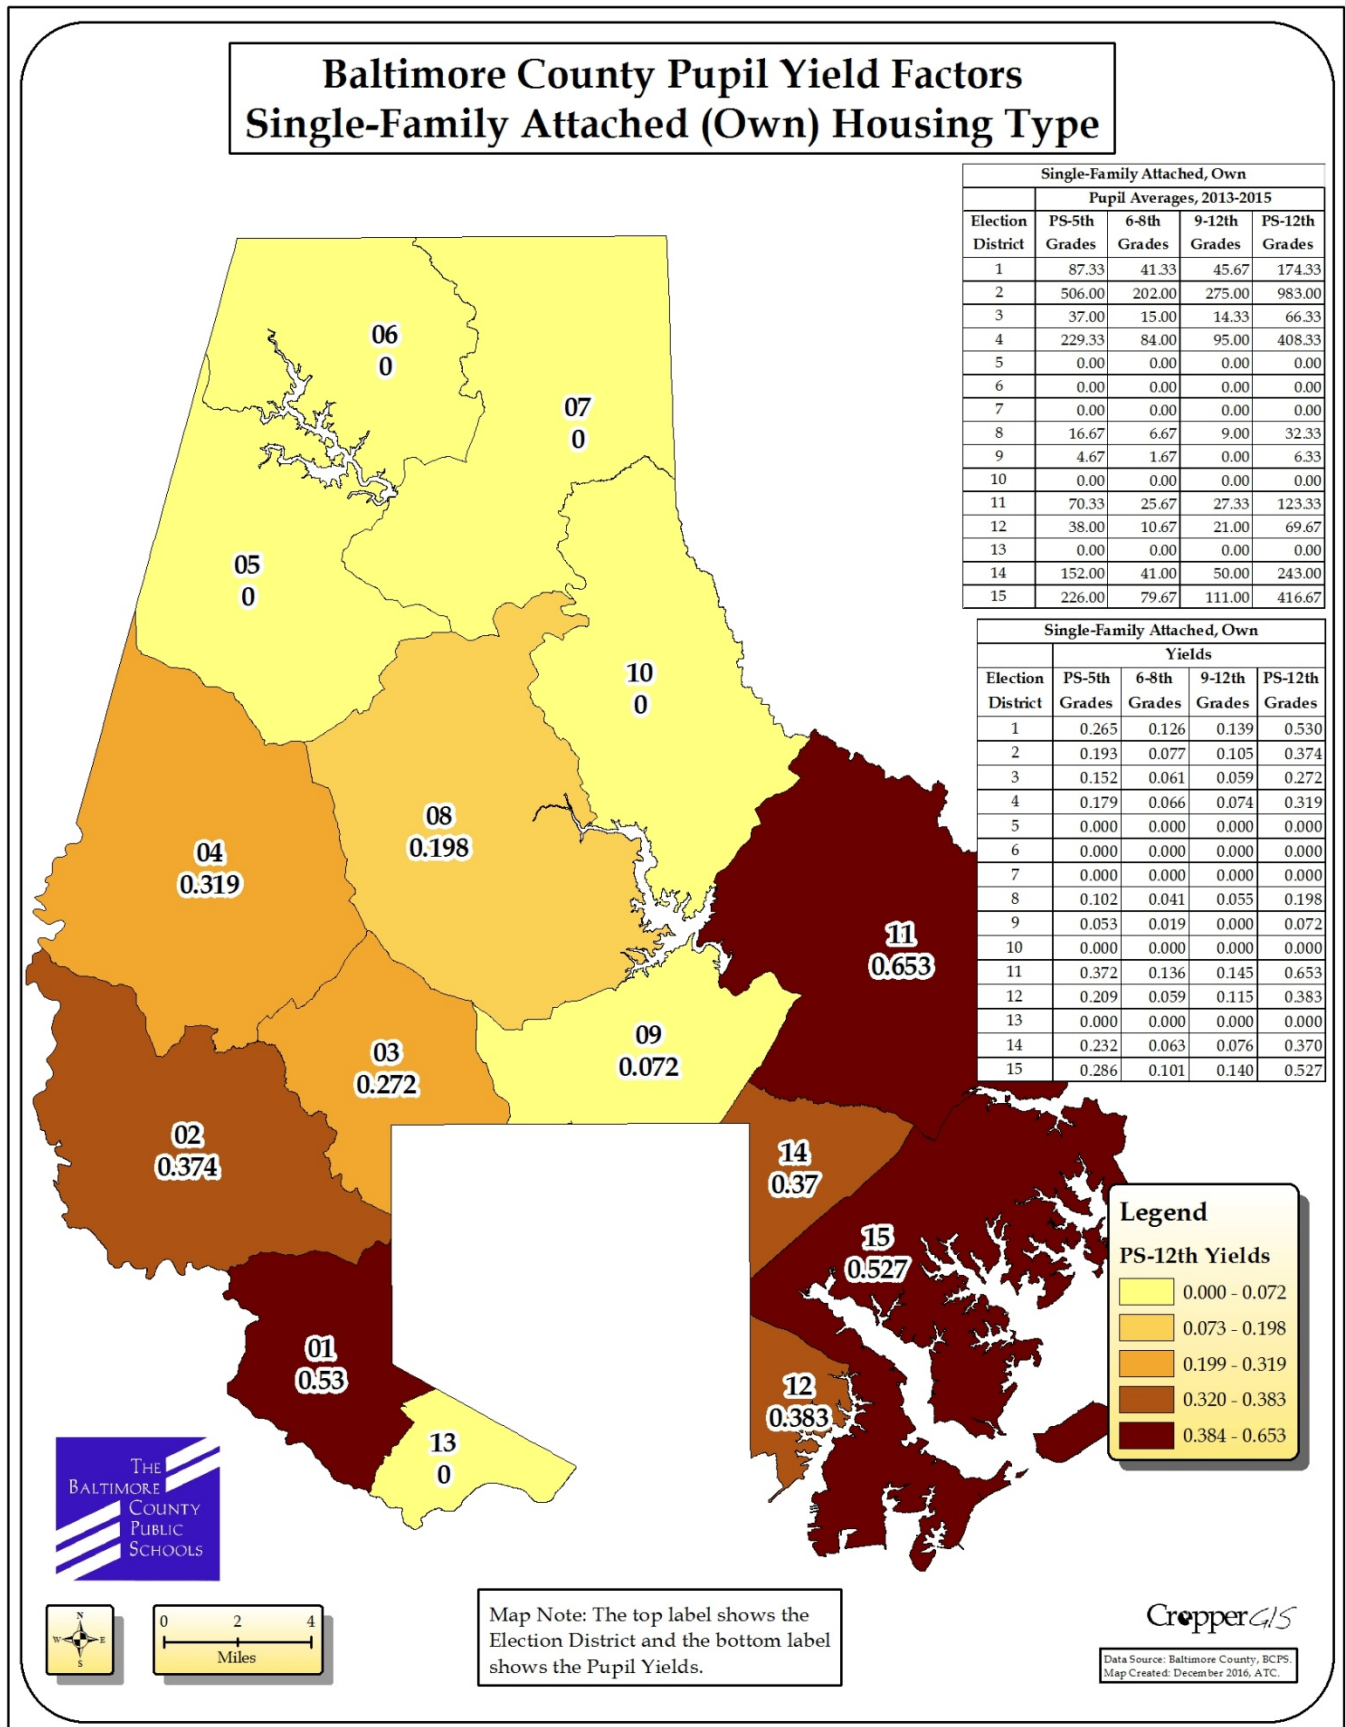 Baltimore County Pupil Yield Factors
Single-Family Attached (Own) Housing Type
Single-Family Attached, Own
Pupil Averages, 2013-2015
Election PS-5th 6-8th 9-12th PS-12th
District Grades Grades Grades Grades
1 87.33 41.33 45.67 174.33
2 506.00 202.00 275.00 983.00
3 37.00 15.00 14.33 66.33
4 229.33 84.00 95.00 408.33
5 0.00 0.00 0.00 0.00
6 0.00 0.00 0.00 0.00
7 0.00 0.00 0.00 0.00
8 16.67 6.67 9.00 32.33
9 4.67 1.67 0.00 6.33
10 0.00 0.00 0.00 0.00
11 70.33 25.67 27.33 123.33
12 38.00 10.67 21.00 69.67
13 0.00 0.00 0.00 0.00
14 152.00 41.00 50.00 243.00
15 226.00 79.67 111.00 416.67
Single-Family Attached, Own
Yields
Election PS-5th 6-8th 9-12th PS-12th
District Grades Grades Grades Grades
1 0.265 0.126 0.139 0.530
2 0.193 0.077 0.105 0.374
3 0.152 0.061 0.059 0.272
4 0.179 0.066 0.074 0.319
5 0.000 0.000 0.000 0.000
6 0.000 0.000 0.000 0.000
7 0.000 0.000 0.000 0.000
8 0.102 0.041 0.055 0.198
9 0.053 0.019 0.000 0.072
10 0.000 0.000 0.000 0.000
11 0.372 0.136 0.145 0.653
12 0.209 0.059 0.115 0.383
13 0.000 0.000 0.000 0.000
14 0.232 0.063 0.076 0.370
15 0.286 0.101 0.140 0.527
06
0
07
0
05
0
10
0
08
0.198
04
0.319
11
0.653
09
0.072
03
0.272
02
0.374
14
0.37
15
0.527
01
0.53
12
0.383
13
0
Legend
PS-12th Yields
0.000 - 0.072
0.073 - 0.198
0.199 - 0.319
0.320 - 0.383
0.384 - 0.653
THE
BALTIMORE
COUNTY
PUBLIC
SCHOOLS
N
W E
S
0 2 4
Miles
Map Note: The top label shows the
Election District and the bottom label
shows the Pupil Yields.
Cropper GIS
Data Source: Baltimore County, BCPS.
Map Created: December 2016, ATC.